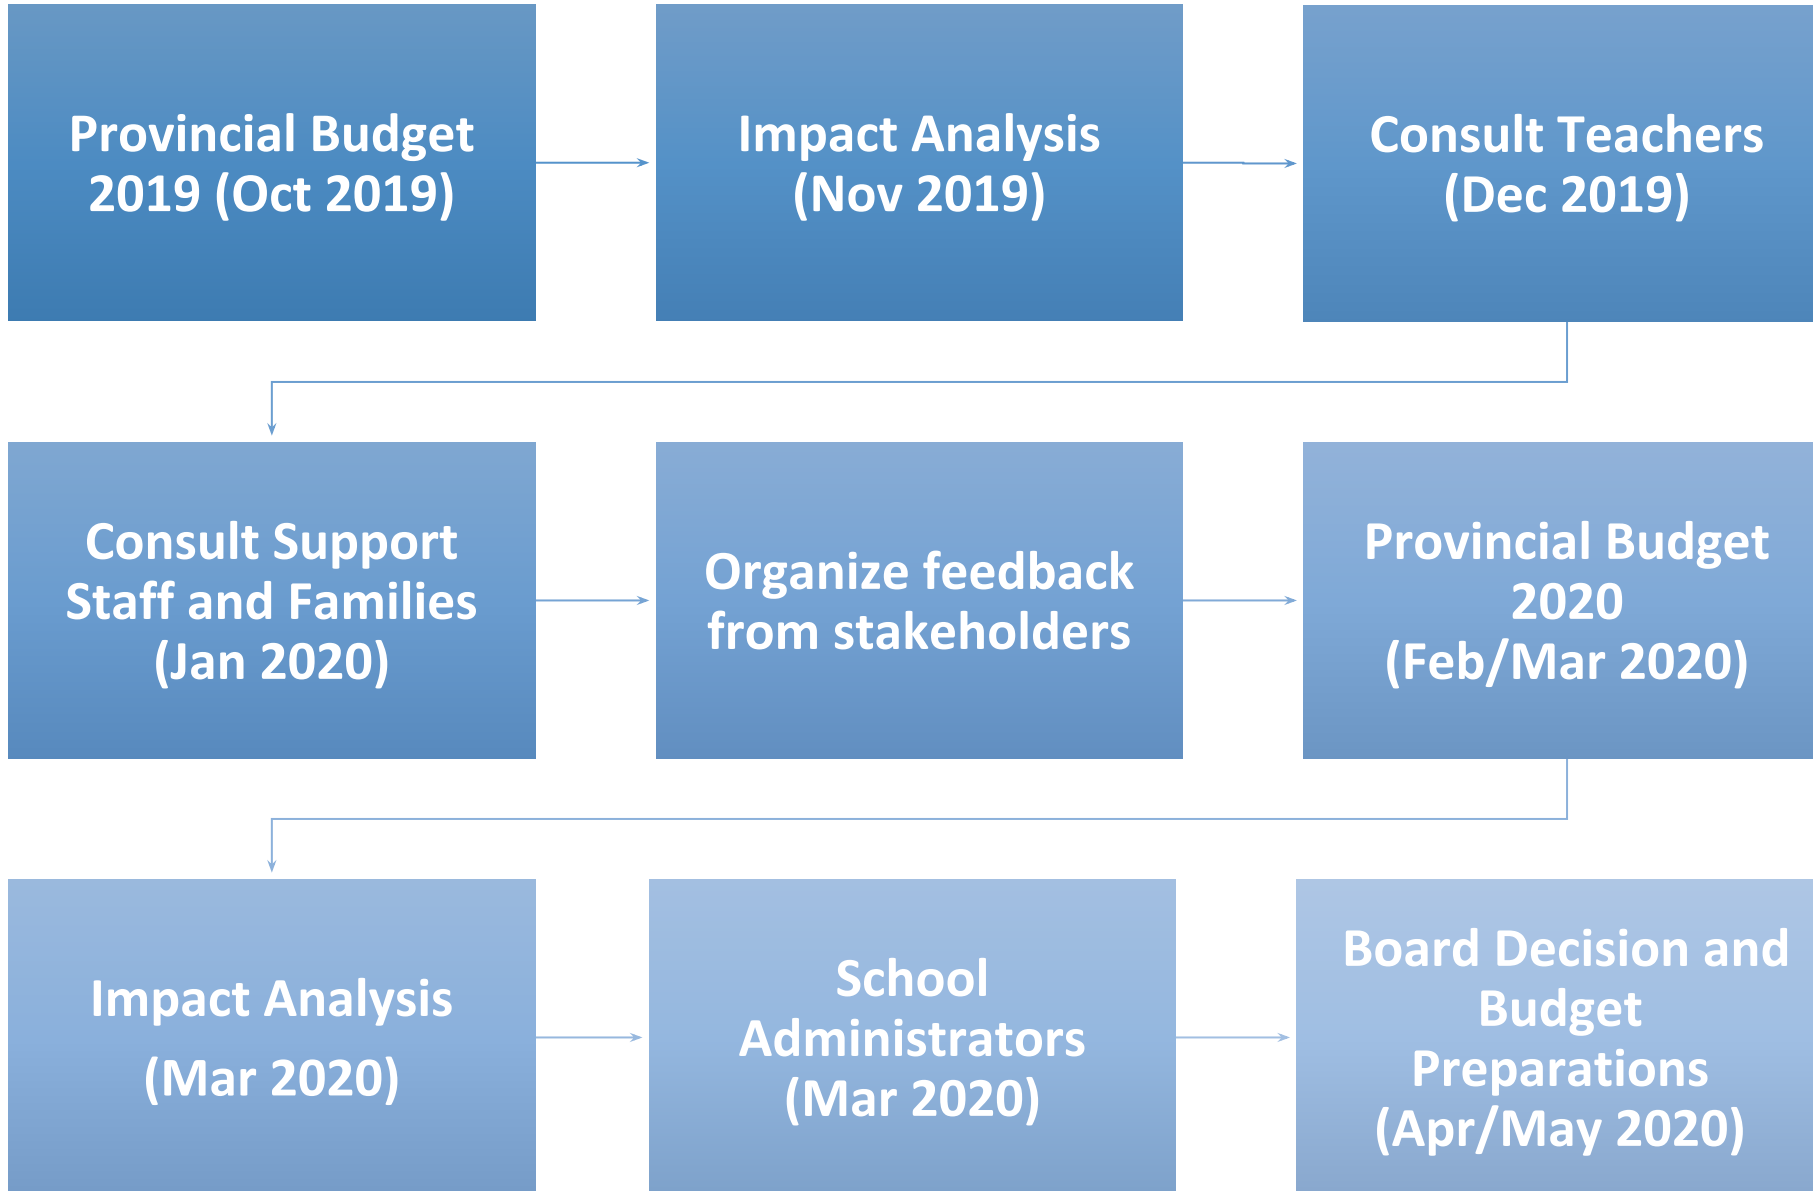 Provincial Budget
2019 (Oct 2019)
Impact Analysis
(Nov 2019)
Consult Teachers
(Dec 2019)
Consult Support
Staff and Families
(Jan 2020)
Organize feedback
from stakeholders
Provincial Budget
2020
(Feb/Mar 2020)
Impact Analysis
(Mar 2020)
School
Administrators
(Mar 2020)
Board Decision and
Budget
Preparations
(Apr/May 2020)